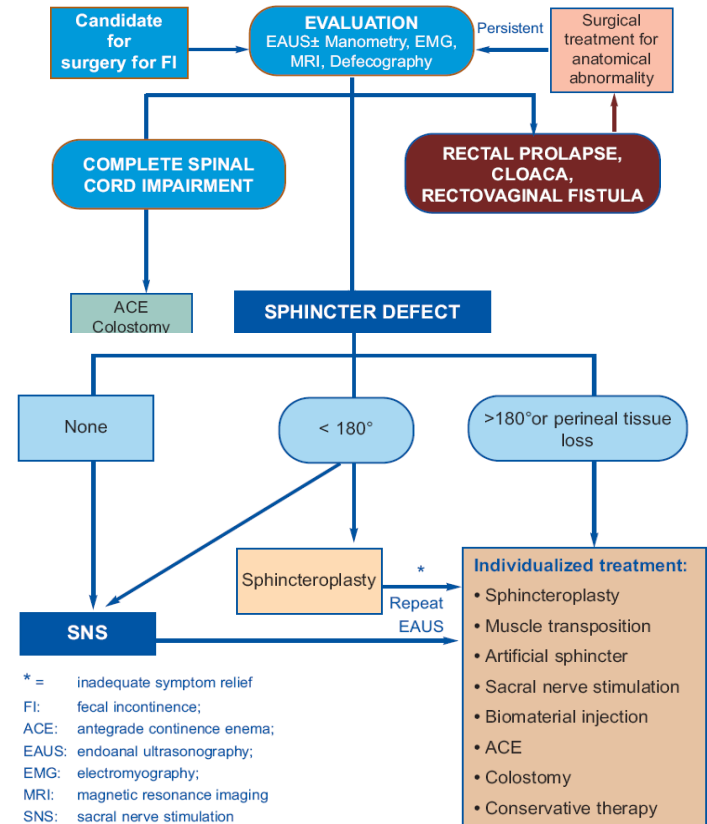 Candidate
for
surgery for FI
EVALUATION
EAUS± Manometry, EMG,
MRI, Defecography
Persistent
Surgical
treatment for
anatomical
abnormality
COMPLETE SPINAL
CORD IMPAIRMENT
RECTAL PROLAPSE,
CLOACA,
RECTOVAGINAL FISTULA
ACE
Colostomy
SPHINCTER DEFECT
None
< 180°
>180°or perineal tissue
loss
Sphincteroplasty
*
Repeat
EAUS
SNS
Individualized treatment:
• Sphincteroplasty
• Muscle transposition
• Artificial sphincter
• Sacral nerve stimulation
• Biomaterial injection
• ACE
• Colostomy
• Conservative therapy
* = inadequate symptom relief
FI: fecal incontinence;
ACE: antegrade continence enema;
EAUS: endoanal ultrasonography;
EMG: electromyography;
MRI: magnetic resonance imaging
SNS: sacral nerve stimulation